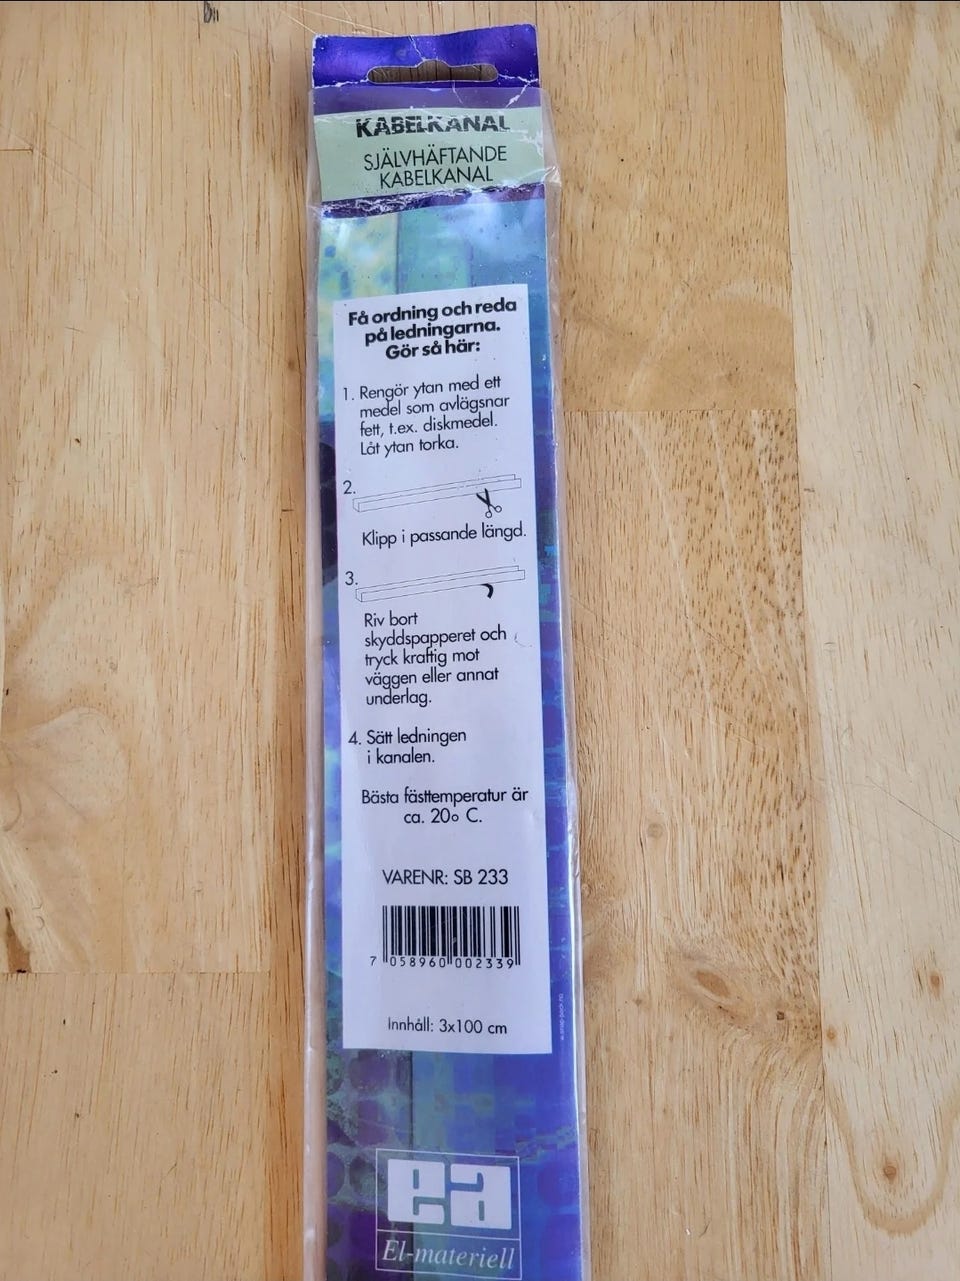 KABELKANAL
SJÄLVHÄFTANDE
KABELKANAL
Få ordning och reda
på ledningarna.
Gör så här:
1. Rengör ytan med ett
medel som avlägsnar
fett, t.ex. diskmedel.
Låt ytan torka.
2.
Klipp i passande längd.
3.
Riv bort
skyddspapperet och
tryck kraftig mot
väggen eller annat
underlag.
4. Sätt ledningen
i kanalen.
Bästa fästtemperatur är
ca. 20o C.
VARENR: SB 233
7 058960 002339
Innhåll: 3x100 cm
ea
El-materiell